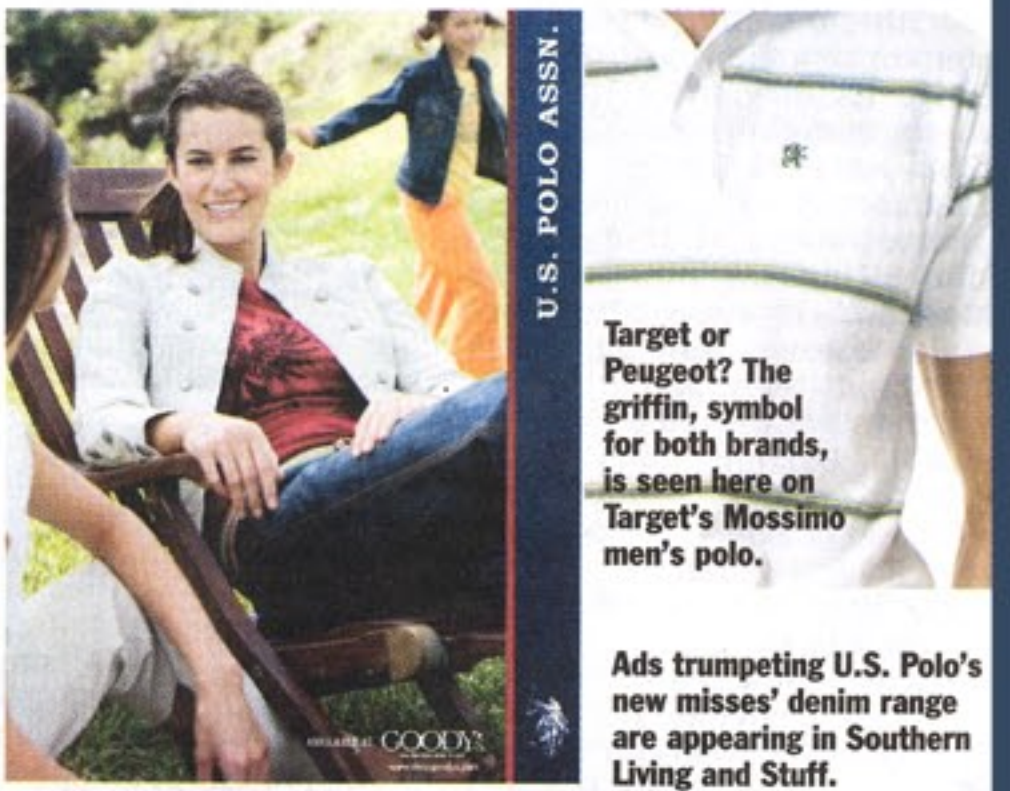 U.S. POLO ASSN.
GOODY'S
Target or
Peugeot? The
griffin, symbol
for both brands,
is seen here on
Target's Mossimo
men's polo.
Ads trumpeting U.S. Polo's
new misses' denim range
are appearing in Southern
Living and Stuff.